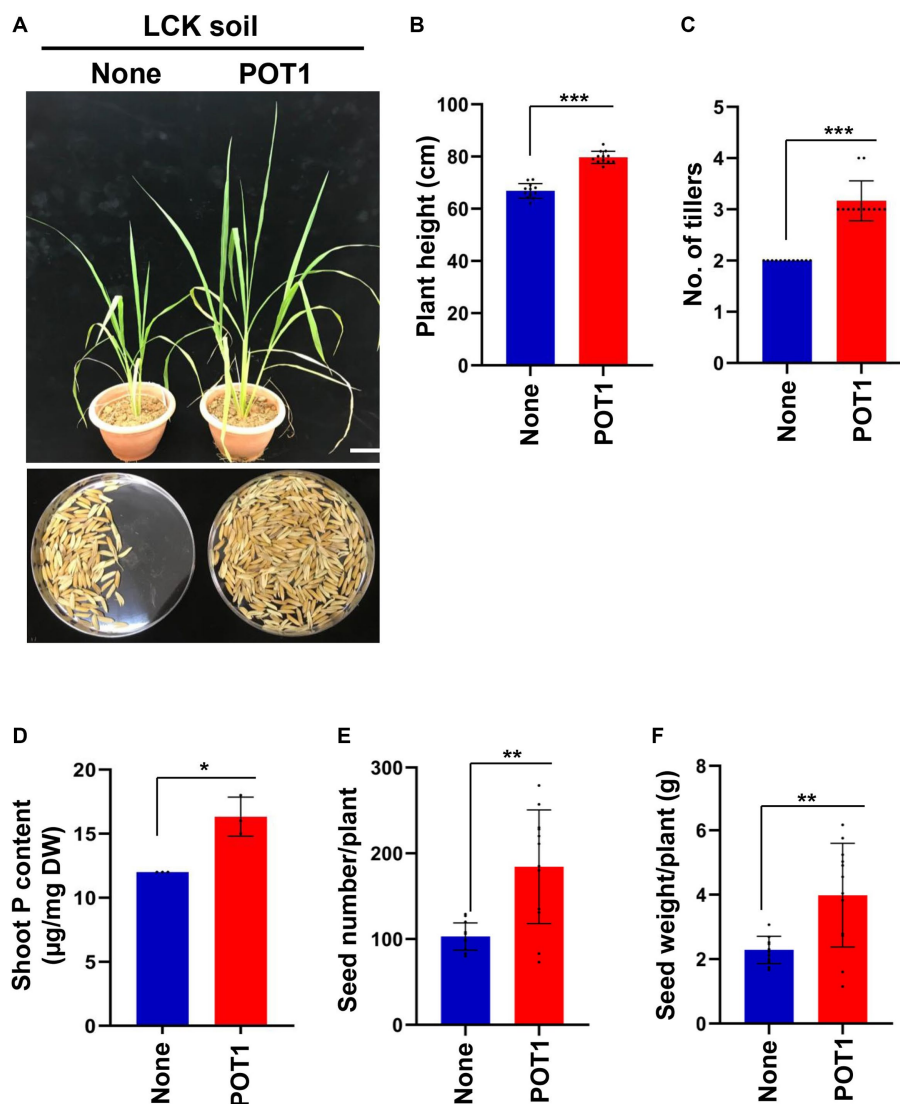 A
LCK soil
None POT1
B
Plant height (cm)
100
80
60
40
20
0
***
None
POT1
C
No. of tillers
5
4
3
2
1
0
***
None
POT1
D
Shoot P content
(µg/mg DW)
20
15
10
5
0
*
None
POT1
E
Seed number/plant
300
200
100
0
**
None
POT1
F
Seed weight/plant (g)
8
6
4
2
0
**
None
POT1